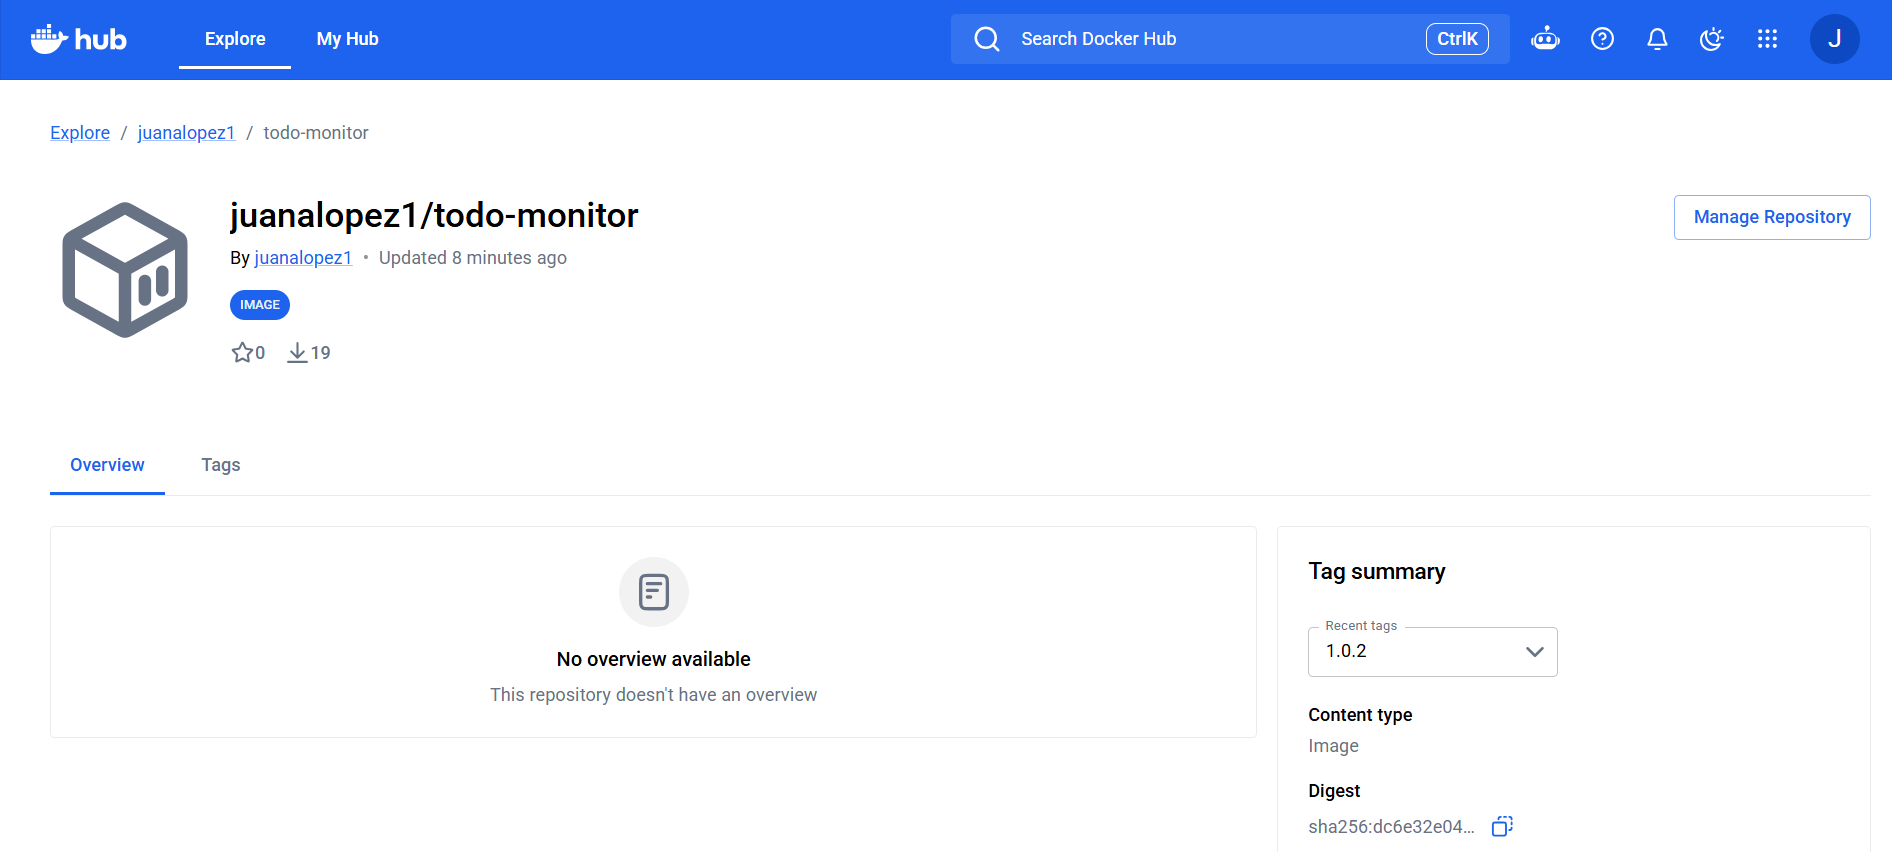 hub
Explore
My Hub
Search Docker Hub
CtrlK
J
Explore / juanalopez1 / todo-monitor
juanalopez1/todo-monitor
Manage Repository
By juanalopez1 • Updated 8 minutes ago
IMAGE
0
19
Overview
Tags
No overview available
This repository doesn't have an overview
Tag summary
Recent tags
1.0.2
Content type
Image
Digest
sha256:dc6e32e04...